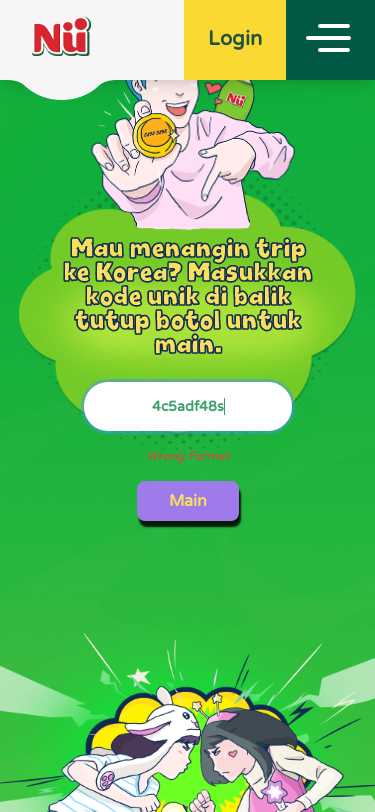 Nü
Login
Nü
Mau menangin trip
ke Korea? Masukkan
kode unik di balik
tutup botol untuk
main.
4c5adf48s
Wrong Format
Main